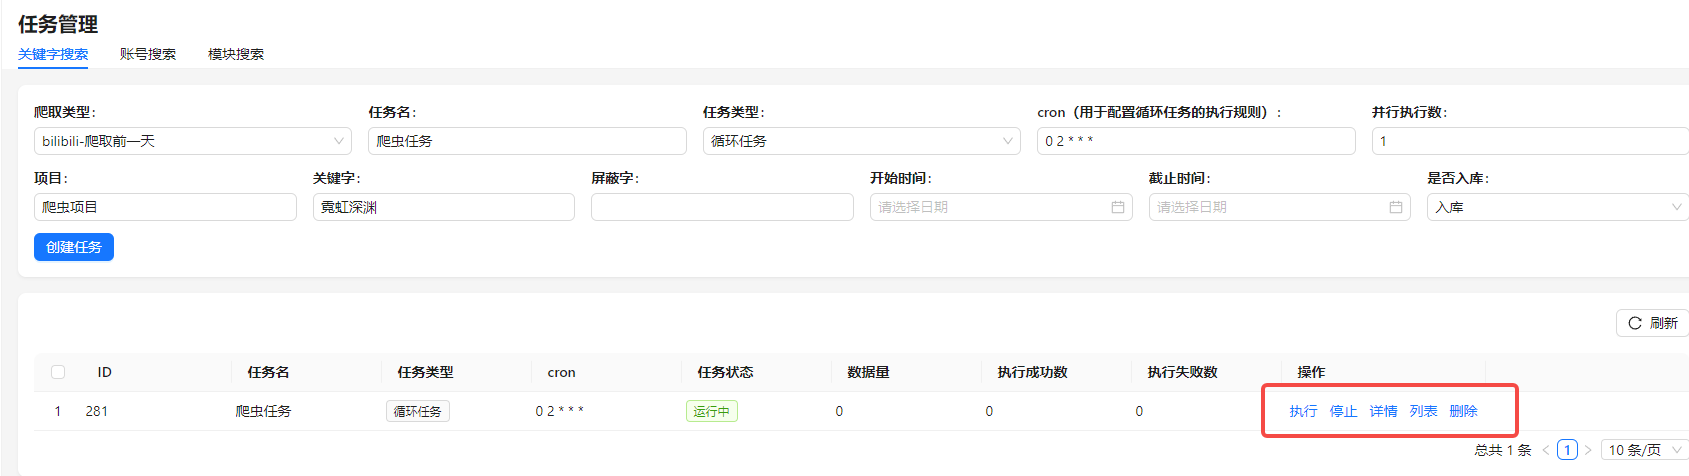 任务管理
关键字搜索 账号搜索 模块搜索
爬取类型: 任务名: 任务类型: cron（用于配置循环任务的执行规则）: 并行执行数:
bilibili-爬取前一天 爬虫任务 循环任务 0 2 * * * 1
项目: 关键字: 屏蔽字: 开始时间: 截止时间: 是否入库:
爬虫项目 霓虹深渊 请选择日期 请选择日期 入库
创建任务
刷新
ID 任务名 任务类型 cron 任务状态 数据量 执行成功数 执行失败数 操作
1 281 爬虫任务 循环任务 0 2 * * * 运行中 0 0 0 执行 停止 详情 列表 删除
总共 1 条 1 10 条/页